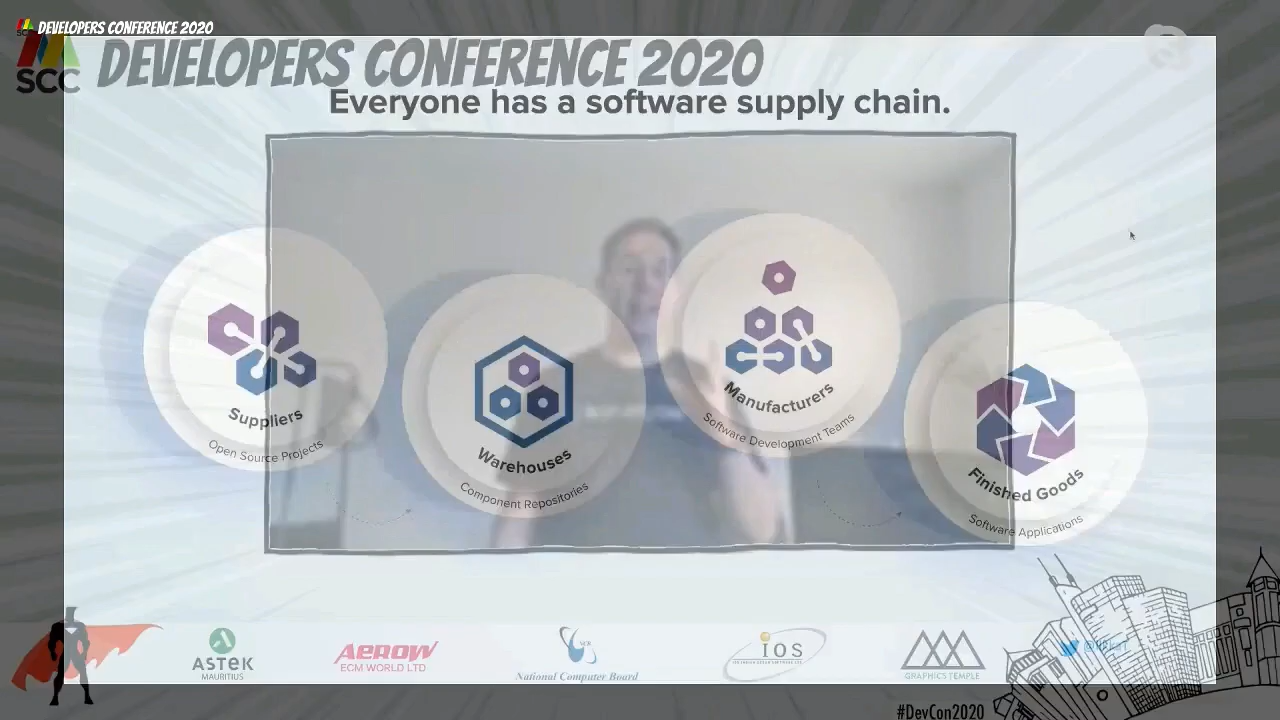 DEVELOPERS CONFERENCE 2020
SCC
DEVELOPERS CONFERENCE 2020
Everyone has a software supply chain.
Suppliers
Open Source Projects
Warehouses
Component Repositories
Manufacturers
Software Development Teams
Finished Goods
Software Applications
ASTEK
MAURITIUS
AEROW
ECM WORLD LTD
NCB
National Computer Board
IOS
GRAPHICS TEMPLE
#DevCon2020